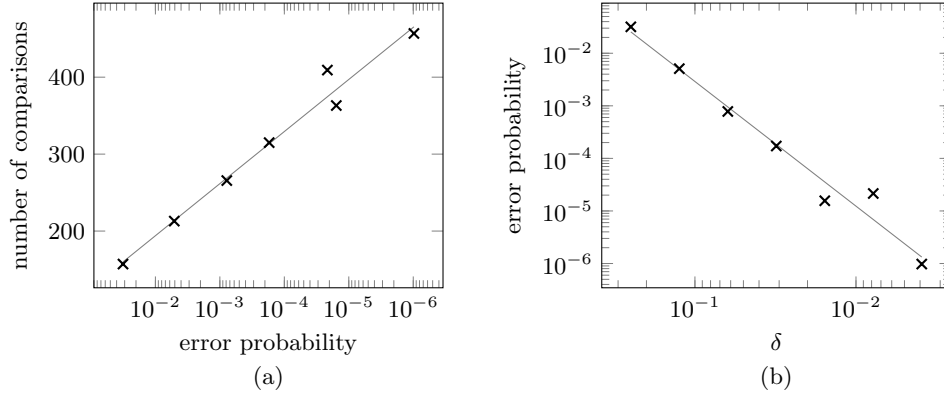 number of comparisons
400
300
200
10⁻² 10⁻³ 10⁻⁴ 10⁻⁵ 10⁻⁶
error probability
(a)
error probability
10⁻²
10⁻³
10⁻⁴
10⁻⁵
10⁻⁶
10⁻¹ 10⁻²
δ
(b)